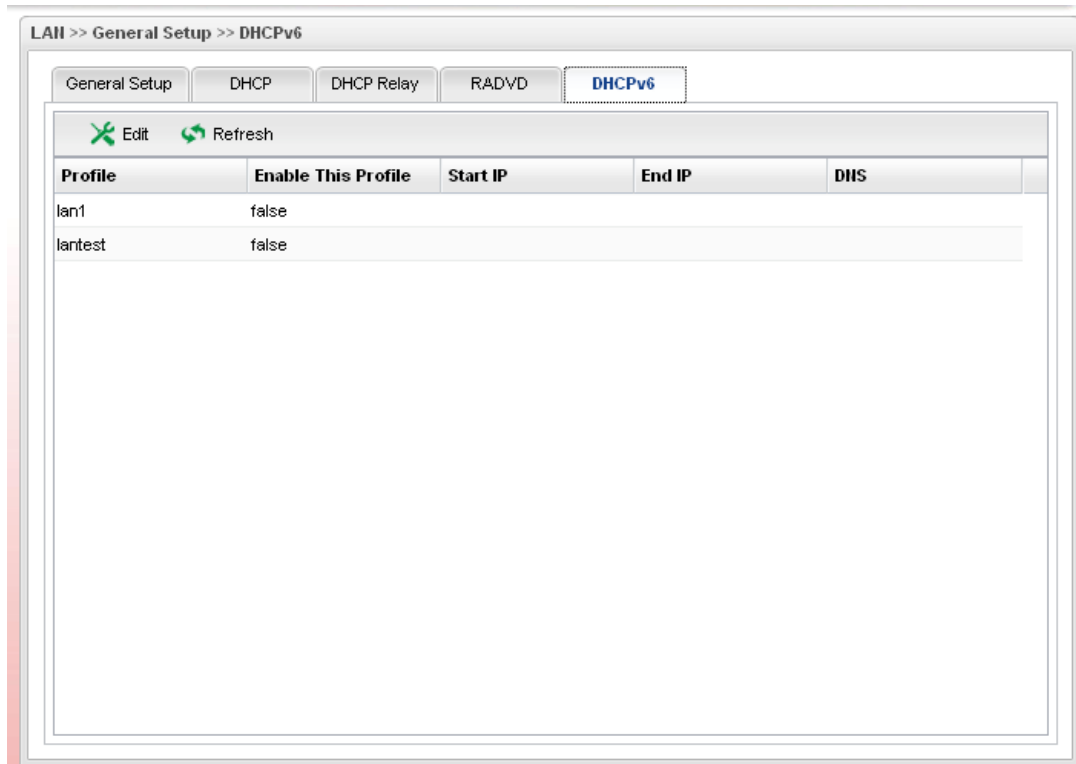 LAN >> General Setup >> DHCPv6
General Setup DHCP DHCP Relay RADVD DHCPv6
Edit Refresh
Profile Enable This Profile Start IP End IP DNS
lan1 false
lantest false